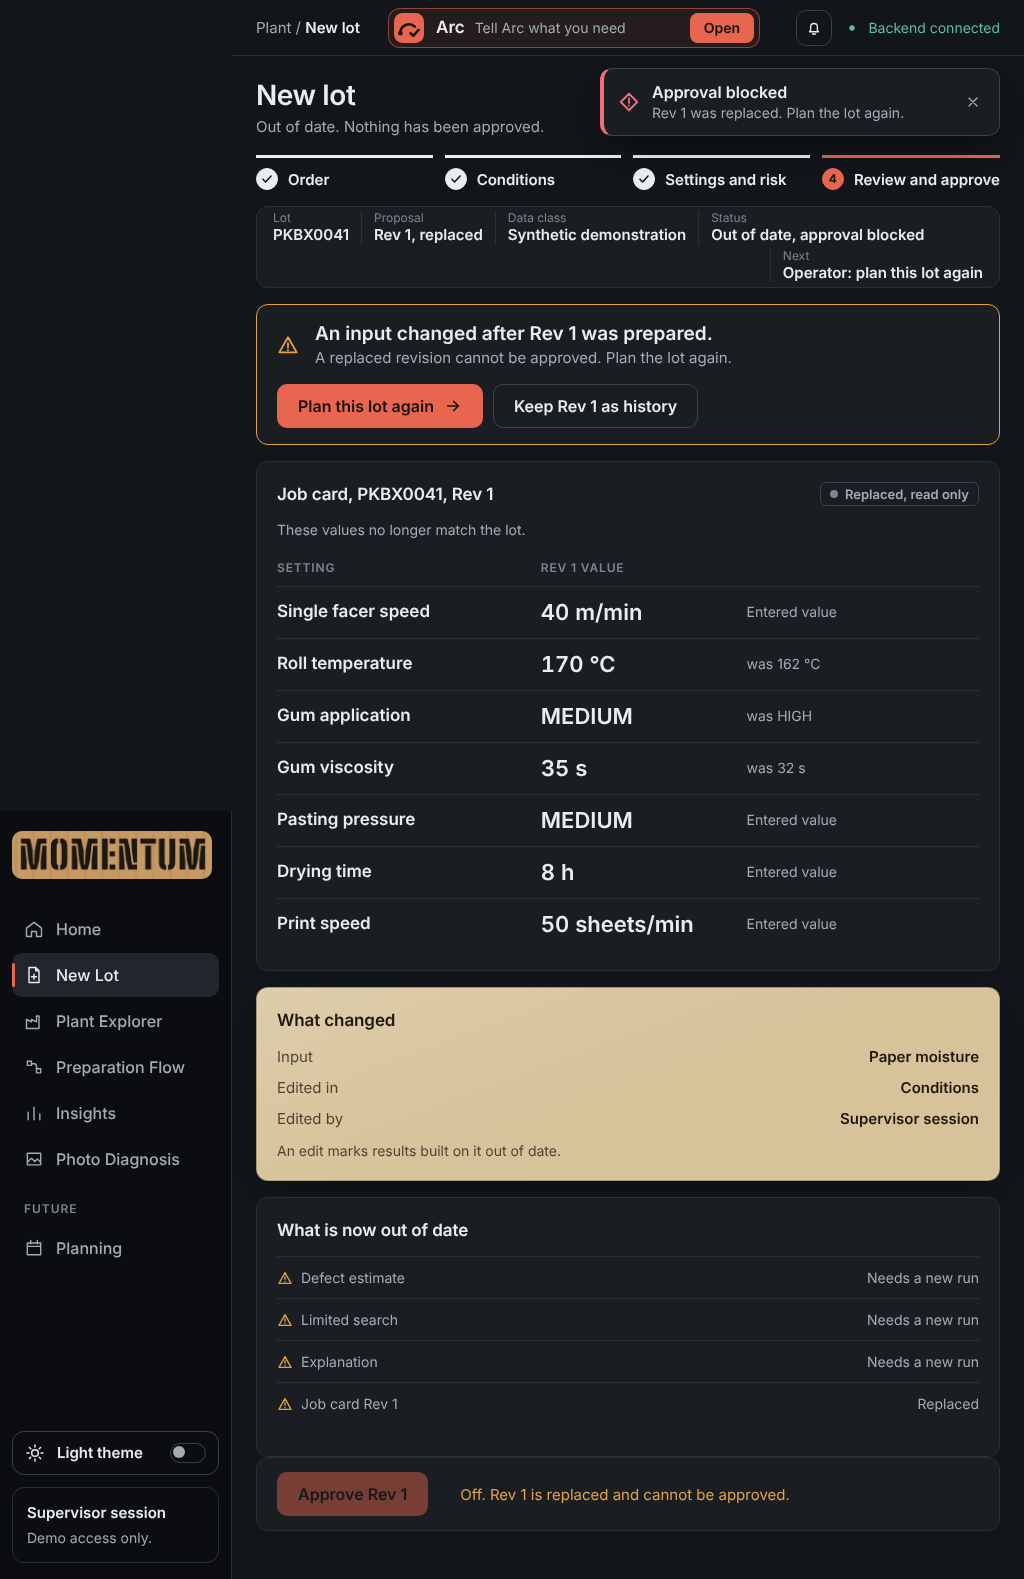 Plant / New lot
Arc Tell Arc what you need Open
Backend connected
New lot
Out of date. Nothing has been approved.
Approval blocked
Rev 1 was replaced. Plan the lot again.
Order
Conditions
Settings and risk
4 Review and approve
Lot
PKBX0041
Proposal
Rev 1, replaced
Data class
Synthetic demonstration
Status
Out of date, approval blocked
Next
Operator: plan this lot again
An input changed after Rev 1 was prepared.
A replaced revision cannot be approved. Plan the lot again.
Plan this lot again
Keep Rev 1 as history
Job card, PKBX0041, Rev 1
Replaced, read only
These values no longer match the lot.
SETTING REV 1 VALUE
Single facer speed 40 m/min Entered value
Roll temperature 170 °C was 162 °C
Gum application MEDIUM was HIGH
Gum viscosity 35 s was 32 s
Pasting pressure MEDIUM Entered value
Drying time 8 h Entered value
Print speed 50 sheets/min Entered value
What changed
Input Paper moisture
Edited in Conditions
Edited by Supervisor session
An edit marks results built on it out of date.
What is now out of date
Defect estimate Needs a new run
Limited search Needs a new run
Explanation Needs a new run
Job card Rev 1 Replaced
Approve Rev 1
Off. Rev 1 is replaced and cannot be approved.
MOMENTUM
Home
New Lot
Plant Explorer
Preparation Flow
Insights
Photo Diagnosis
FUTURE
Planning
Light theme
Supervisor session
Demo access only.